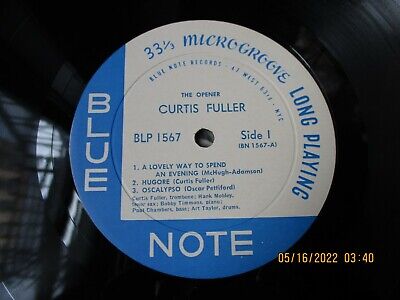 33⅓ MICROGROOVE LONG PLAYING
BLUE NOTE RECORDS • 47 WEST 63rd • NYC
THE OPENER
CURTIS FULLER
BLP 1567 Side 1
(BN 1567-A)
1. A LOVELY WAY TO SPEND
AN EVENING (McHugh-Adamson)
2. HUGORE (Curtis Fuller)
3. OSCALYPSO (Oscar Pettiford)
Curtis Fuller, trombone; Hank Mobley,
tenor sax; Bobby Timmons, piano;
Paul Chambers, bass; Art Taylor, drums.
BLUE
NOTE
05/16/2022 03:40